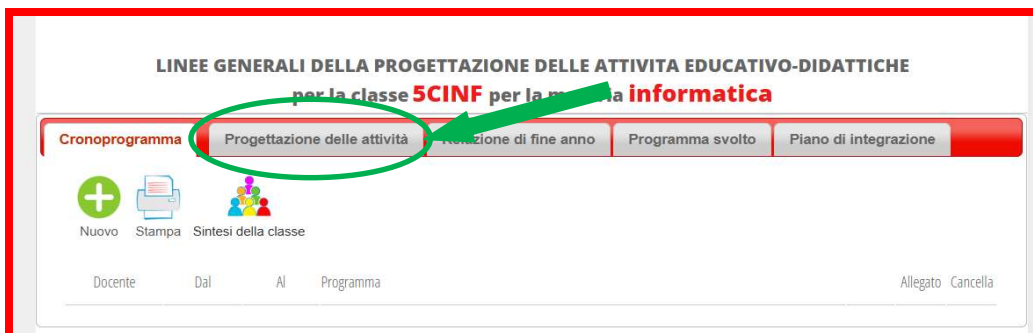 LINEE GENERALI DELLA PROGETTAZIONE DELLE ATTIVITA EDUCATIVO-DIDATTICHE
per la classe 5CINF per la materia informatica
Cronoprogramma Progettazione delle attività Relazione di fine anno Programma svolto Piano di integrazione
Nuovo Stampa Sintesi della classe
Docente Dal Al Programma Allegato Cancella